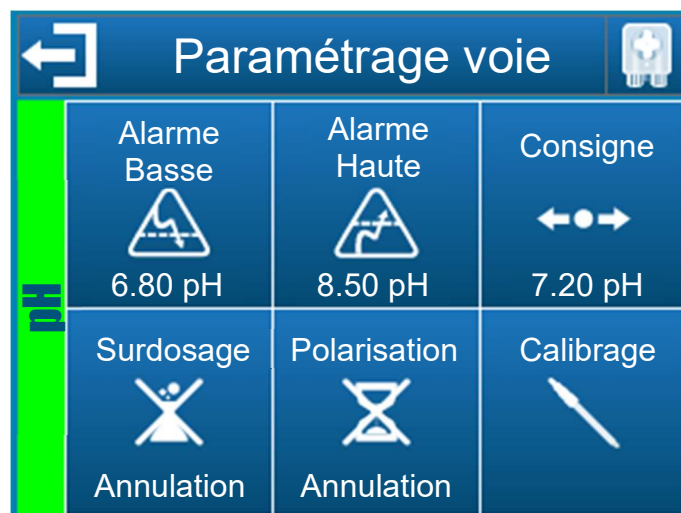 Paramétrage voie
pH
Alarme
Basse
6.80 pH
Alarme
Haute
8.50 pH
Consigne
7.20 pH
Surdosage
Annulation
Polarisation
Annulation
Calibrage